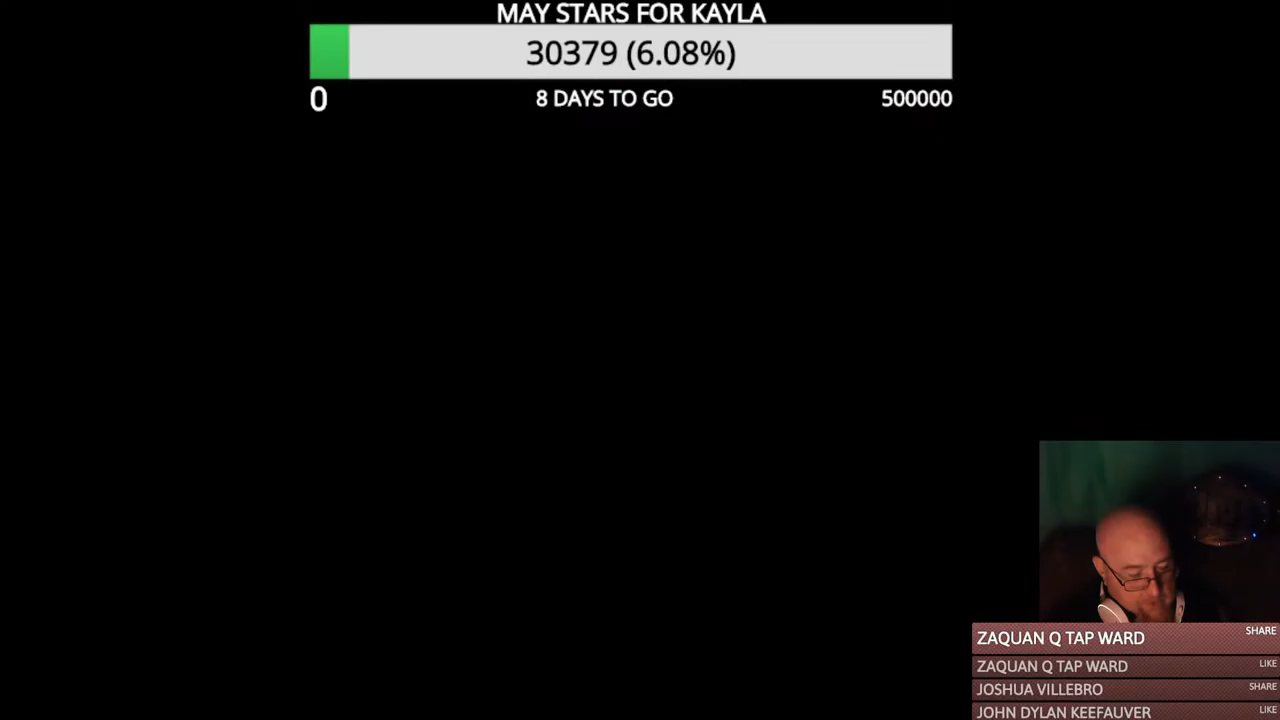 MAY STARS FOR KAYLA
30379 (6.08%)
0 8 DAYS TO GO 500000
ZAQUAN Q TAP WARD SHARE
ZAQUAN Q TAP WARD LIKE
JOSHUA VILLEBRO SHARE
JOHN DYLAN KEEFAUVER LIKE